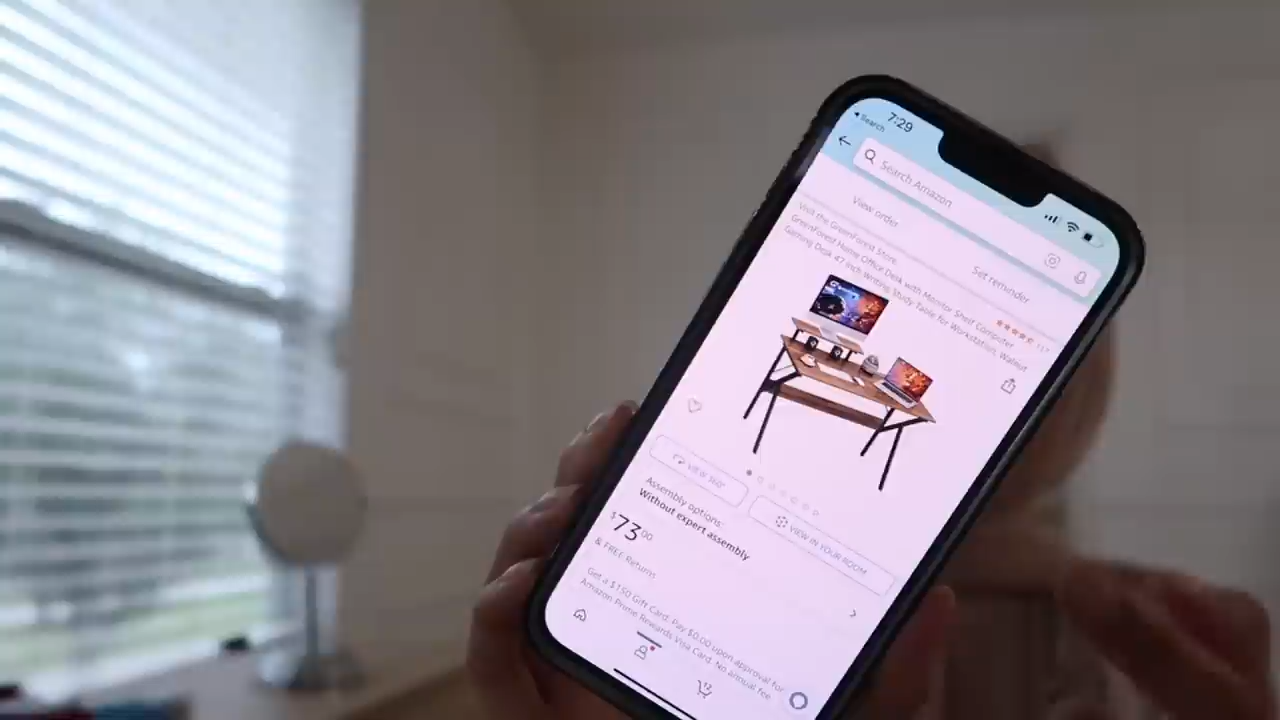 Search
7:29
Search Amazon
View order
Set reminder
Visit the GreenForest Store
GreenForest Home Office Desk with Monitor Shelf Computer
Gaming Desk 47 inch Writing Study Table for Workstation, Walnut
VIEW 360°
VIEW IN YOUR ROOM
Assembly options:
Without expert assembly
$73.00
& FREE Returns
Get a $150 Gift Card: Pay $0.00 upon approval for
Amazon Prime Rewards Visa Card. No annual fee